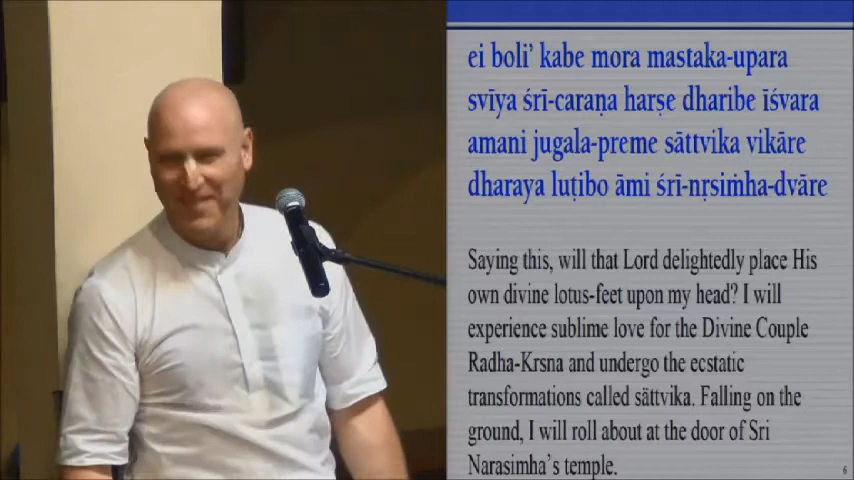 ei boli’ kabe mora mastaka-upara
svīya śrī-caraṇa harṣe dharibe īśvara
amani jugala-preme sāttvika vikāre
dharaya luṭibo āmi śrī-nṛsiṁha-dvāre
Saying this, will that Lord delightedly place His
own divine lotus-feet upon my head? I will
experience sublime love for the Divine Couple
Radha-Krsna and undergo the ecstatic
transformations called sättvika. Falling on the
ground, I will roll about at the door of Sri
Narasimha’s temple.
6